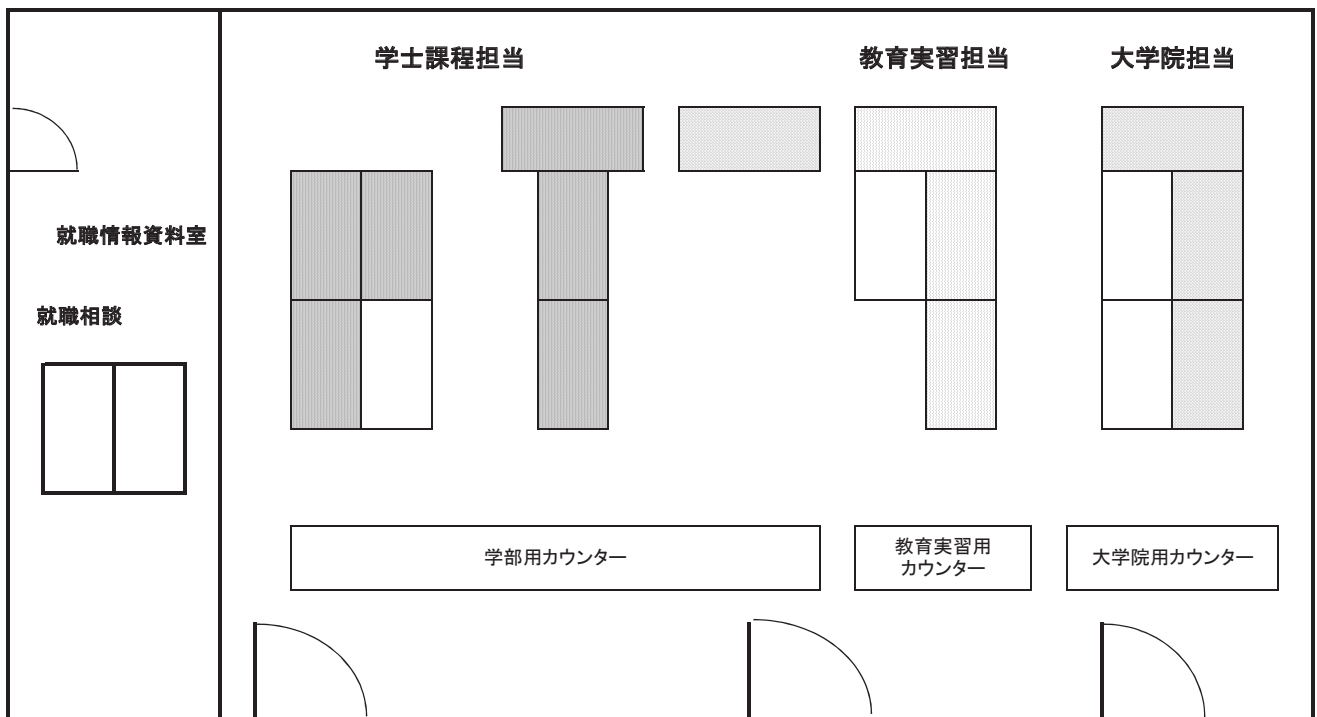 学士課程担当
教育実習担当
大学院担当
就職情報資料室
就職相談
学部用カウンター
教育実習用
カウンター
大学院用カウンター